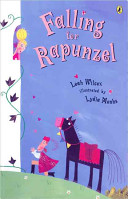 Falling
for
Rapunzel
Leah Wilcox
illustrated by
Lydia Monks